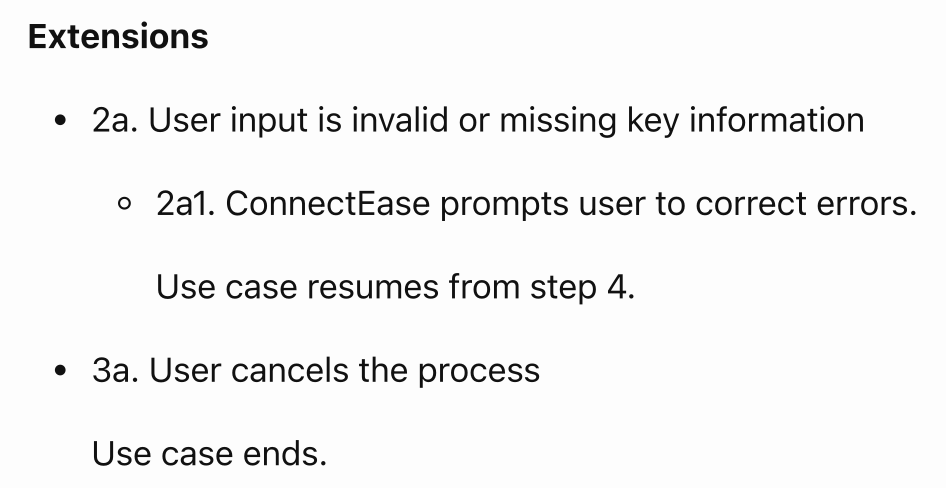 Extensions
• 2a. User input is invalid or missing key information
◦ 2a1. ConnectEase prompts user to correct errors.
Use case resumes from step 4.
• 3a. User cancels the process
Use case ends.